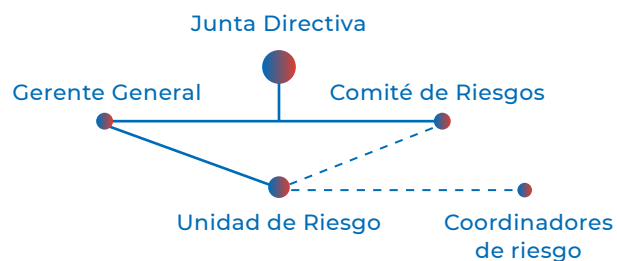 Junta Directiva
Gerente General
Comité de Riesgos
Unidad de Riesgo
Coordinadores
de riesgo